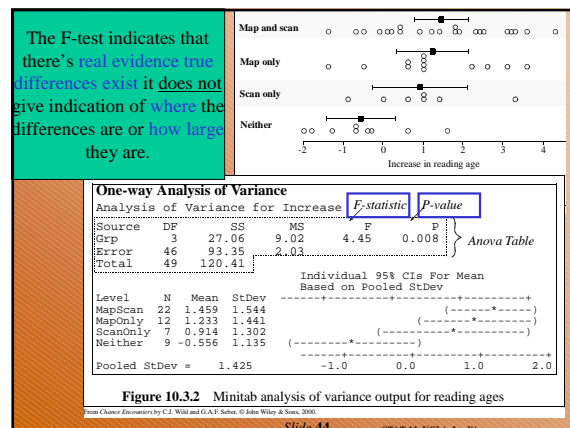 The F-test indicates that
there's real evidence true
differences exist it does not
give indication of where the
differences are or how large
they are.
Map and scan
Map only
Scan only
Neither
-2 -1 0 1 2 3 4
Increase in reading age
One-way Analysis of Variance
Analysis of Variance for Increase
F-statistic P-value
Source DF SS MS F P
Grp 3 27.06 9.02 4.45 0.008
Error 46 93.35 2.03
Total 49 120.41
Anova Table
Individual 95% CIs For Mean
Based on Pooled StDev
Level N Mean StDev -----+---------+---------+---------+
MapScan 22 1.459 1.544 (-----*-----)
MapOnly 12 1.233 1.441 (-------*--------)
ScanOnly 7 0.914 1.302 (----------*-----------)
Neither 9 -0.556 1.135 (--------*---------)
-----+---------+---------+---------+
Pooled StDev = 1.425 -1.0 0.0 1.0 2.0
Figure 10.3.2 Minitab analysis of variance output for reading ages
From Chance Encounters by C.J. Wild and G.A.F. Seber, © John Wiley & Sons, 2000.
Slide 44